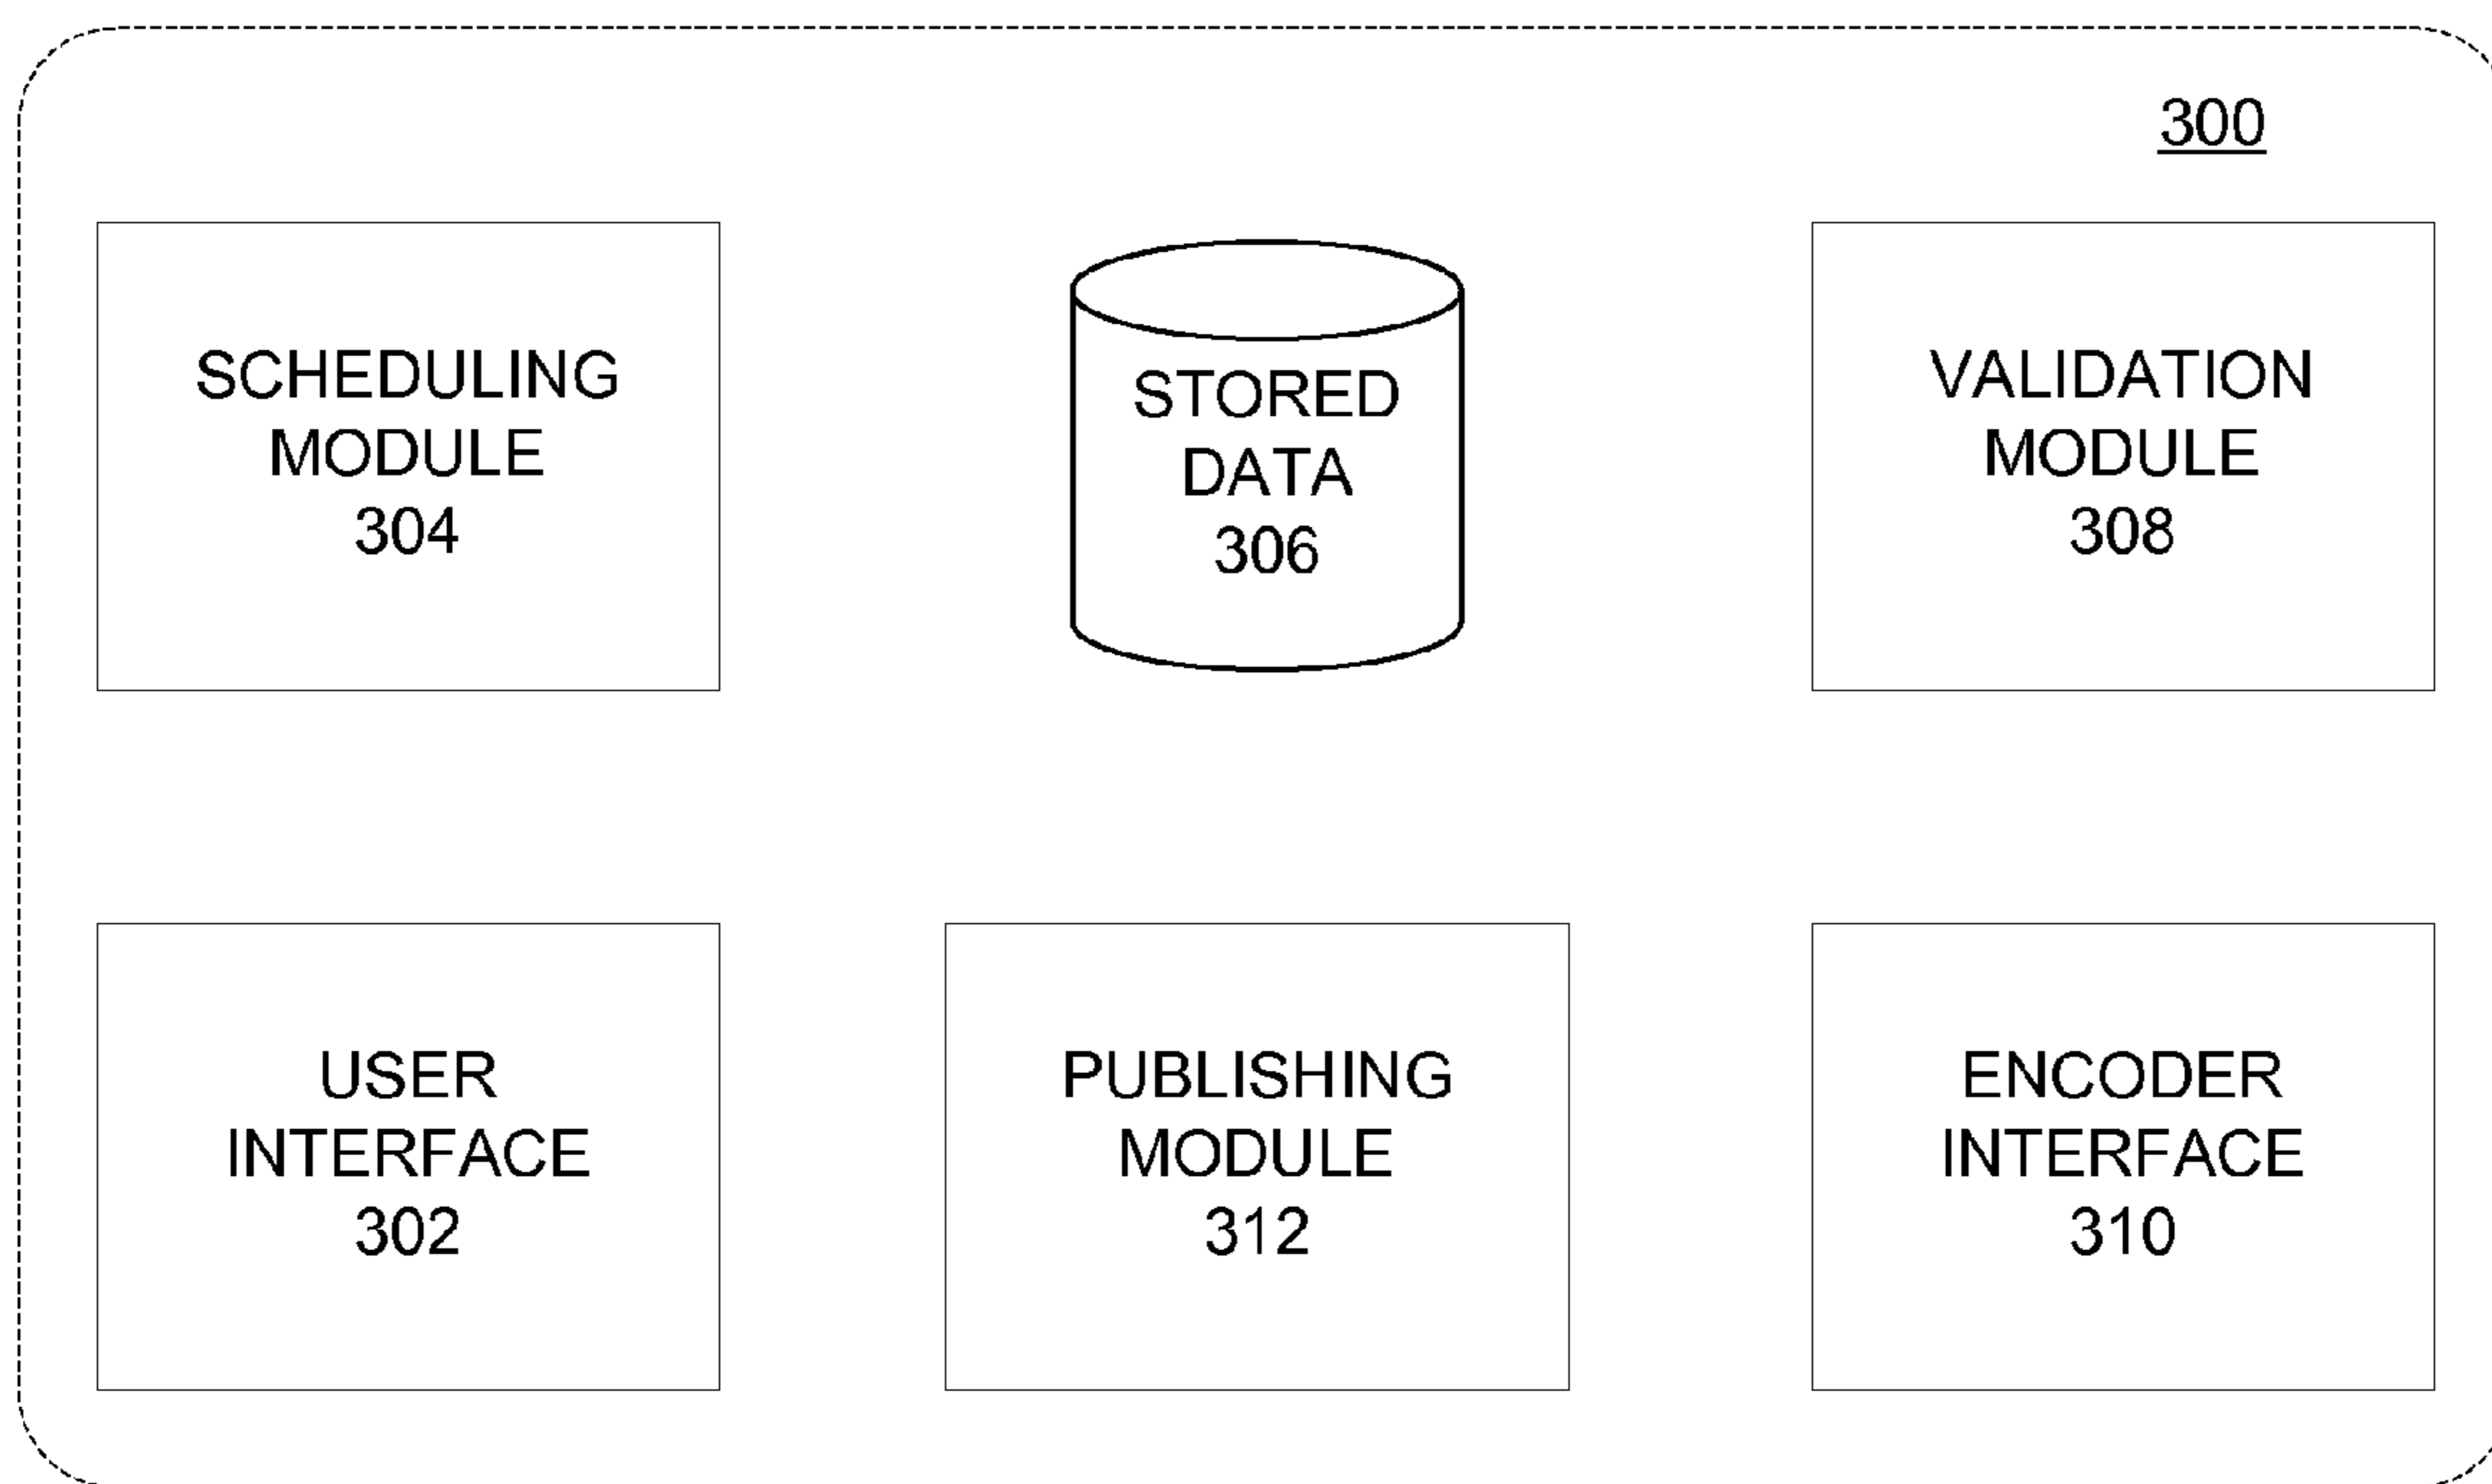 300
SCHEDULING
MODULE
304
STORED
DATA
306
VALIDATION
MODULE
308
USER
INTERFACE
302
PUBLISHING
MODULE
312
ENCODER
INTERFACE
310